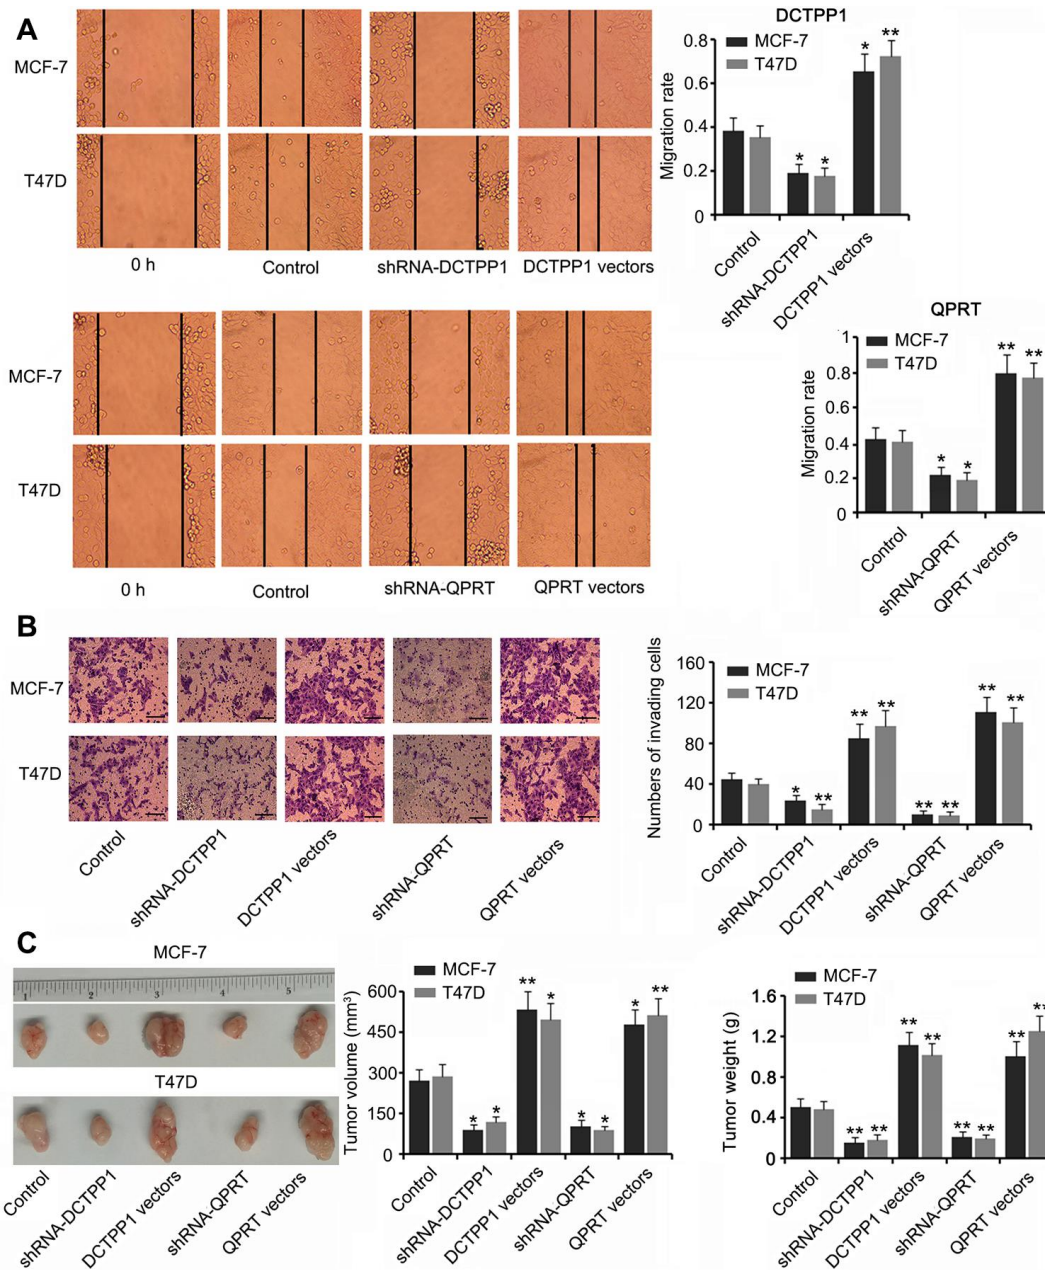 A
MCF-7
T47D
0 h
Control
shRNA-DCTPP1
DCTPP1 vectors
DCTPP1
MCF-7
T47D
Migration rate
0.8
0.6
0.4
0.2
0
Control
shRNA-DCTPP1
DCTPP1 vectors
MCF-7
T47D
0 h
Control
shRNA-QPRT
QPRT vectors
QPRT
MCF-7
T47D
Migration rate
1
0.8
0.6
0.4
0.2
0
Control
shRNA-QPRT
QPRT vectors
* * * **
* * ** **
B
MCF-7
T47D
Control
shRNA-DCTPP1
DCTPP1 vectors
shRNA-QPRT
QPRT vectors
MCF-7
T47D
Numbers of invading cells
160
120
80
40
0
* ** ** ** ** ** ** **
Control
shRNA-DCTPP1
DCTPP1 vectors
shRNA-QPRT
QPRT vectors
C
MCF-7
1 2 3 4 5
T47D
Control
shRNA-DCTPP1
DCTPP1 vectors
shRNA-QPRT
QPRT vectors
MCF-7
T47D
Tumor volume (mm³)
600
450
300
150
0
* * ** * * * * **
Control
shRNA-DCTPP1
DCTPP1 vectors
shRNA-QPRT
QPRT vectors
MCF-7
T47D
Tumor weight (g)
1.6
1.2
0.8
0.4
0
** ** ** ** ** ** ** **
Control
shRNA-DCTPP1
DCTPP1 vectors
shRNA-QPRT
QPRT vectors